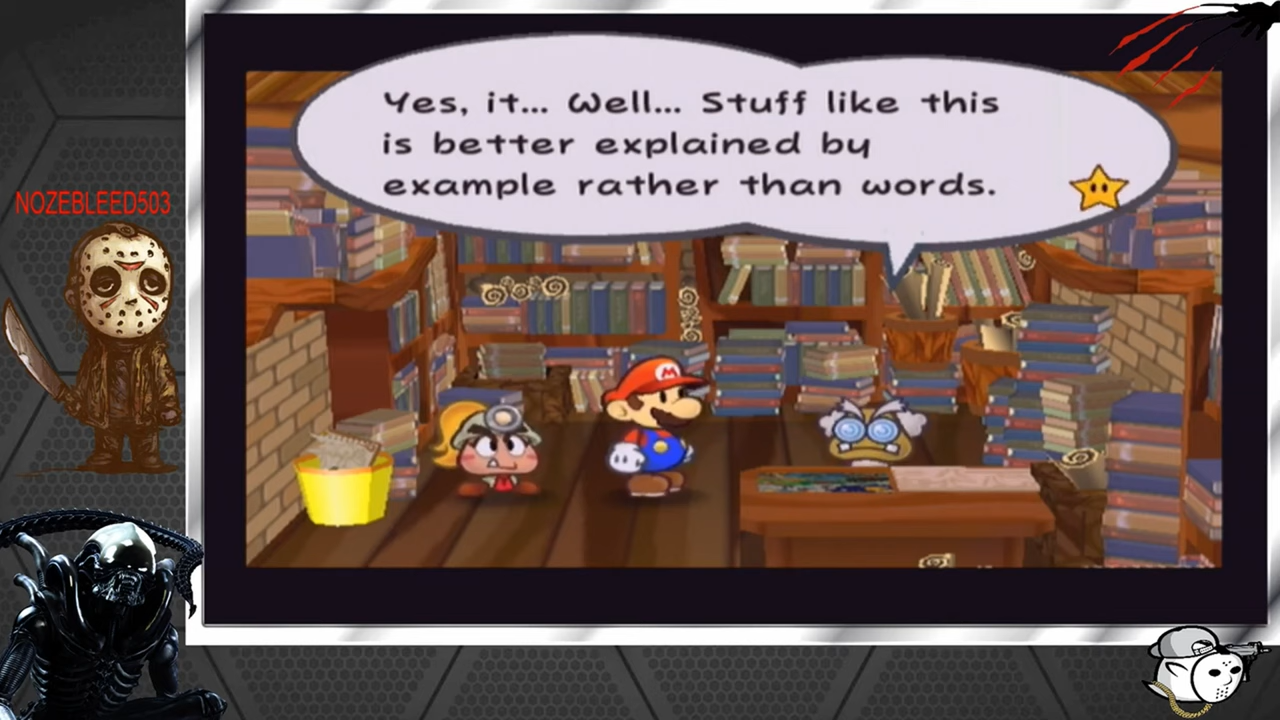 Yes, it... Well... Stuff like this
is better explained by
example rather than words.
NOZEBLEED503